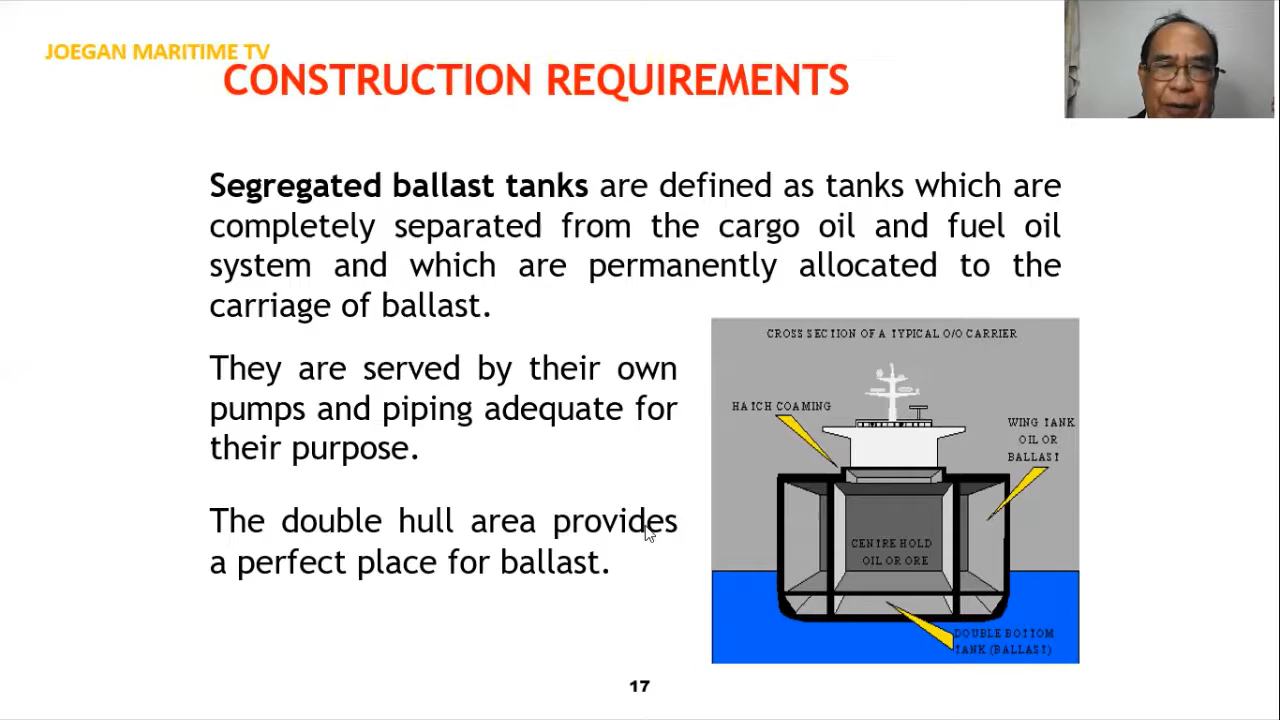 JOEGAN MARITIME TV
CONSTRUCTION REQUIREMENTS
Segregated ballast tanks are defined as tanks which are
completely separated from the cargo oil and fuel oil
system and which are permanently allocated to the
carriage of ballast.
They are served by their own
pumps and piping adequate for
their purpose.
The double hull area provides
a perfect place for ballast.
CROSS SECTION OF A TYPICAL O/O CARRIER
HATCH COAMING
WING TANK
OIL OR
BALLAST
CENTRE HOLD
OIL OR ORE
DOUBLE BOTTOM
TANK (BALLAST)
17